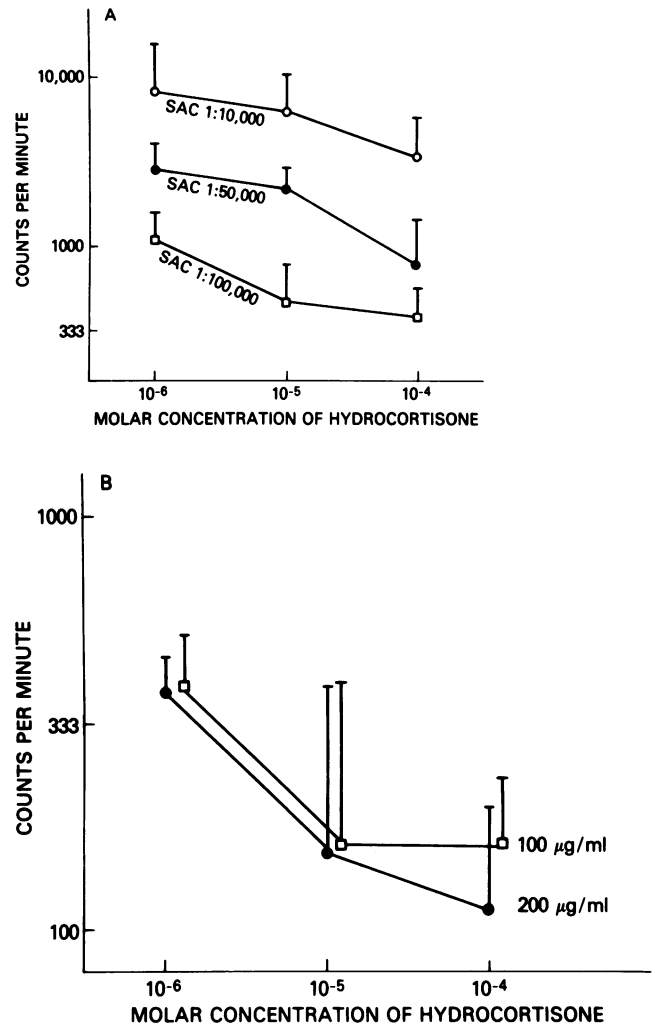 A
10,000
SAC 1:10,000
SAC 1:50,000
1000
SAC 1:100,000
333
COUNTS PER MINUTE
10⁻⁶ 10⁻⁵ 10⁻⁴
MOLAR CONCENTRATION OF HYDROCORTISONE
B
1000
COUNTS PER MINUTE
333
100 μg/ml
200 μg/ml
100
10⁻⁶ 10⁻⁵ 10⁻⁴
MOLAR CONCENTRATION OF HYDROCORTISONE